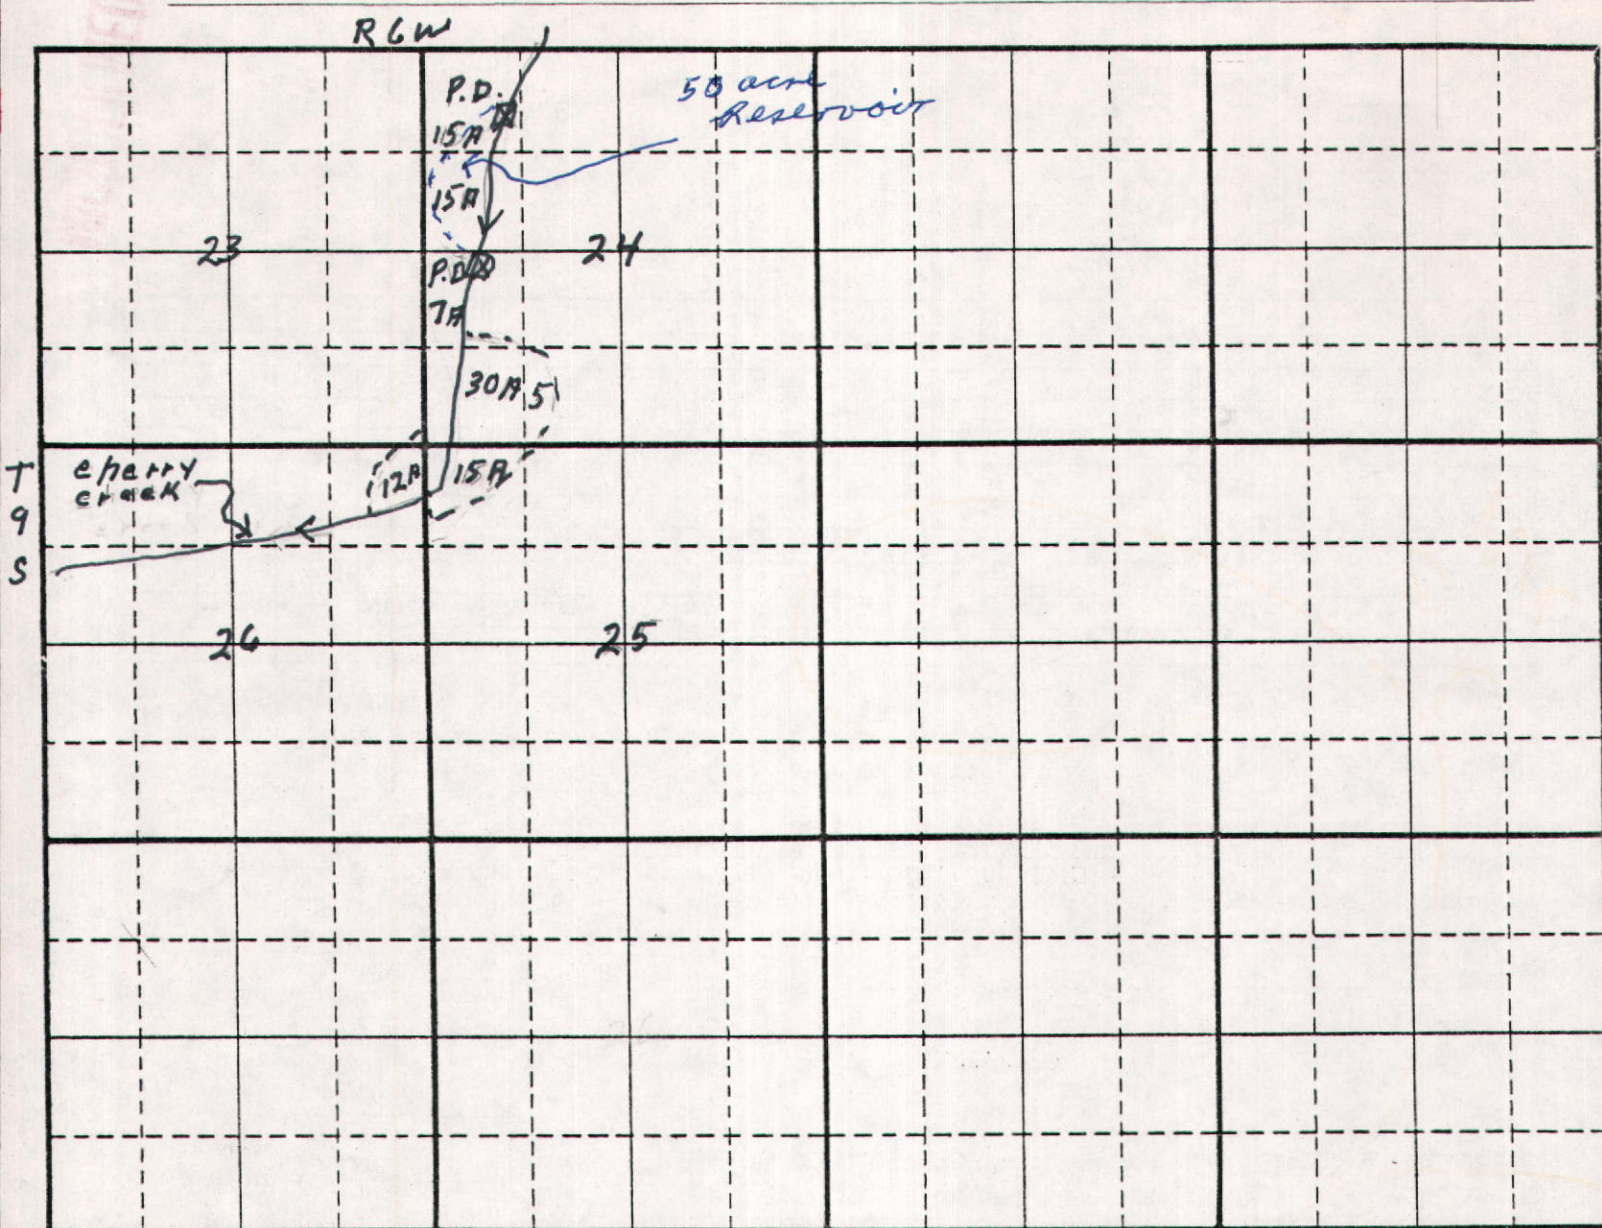 R6W
P.D.
15A
50 acre
Reservoir
15A
23
24
P.D.
7A
30A 5
T
9
S
cherry
creek
12A
15A
26
25